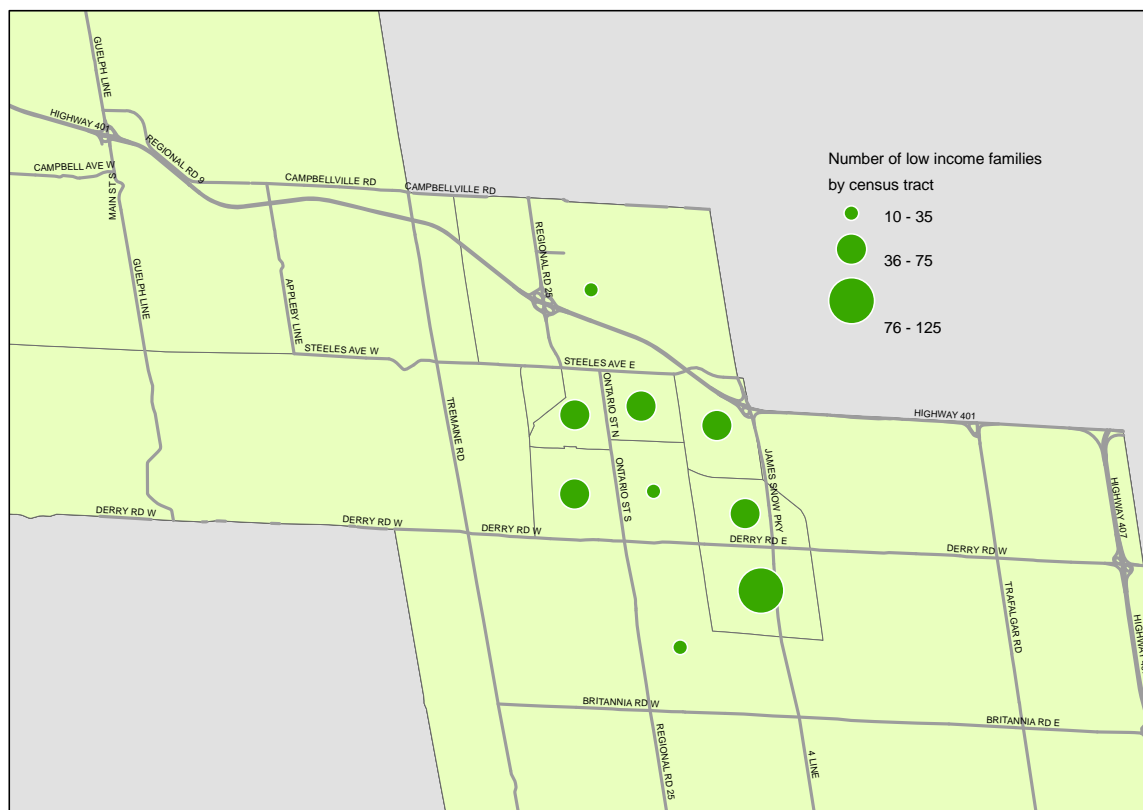 GUELPH LINE
HIGHWAY 401
REGIONAL RD 9
CAMPBELL AVE W
MAIN ST S
CAMPBELLVILLE RD
CAMPBELLVILLE RD
Number of low income families
by census tract
10 - 35
36 - 75
76 - 125
REGIONAL RD 25
GUELPH LINE
APPLEBY LINE
STEELES AVE W
STEELES AVE E
TREMAINE RD
ONTARIO ST N
HIGHWAY 401
ONTARIO ST S
JAMES SNOW PKY
HIGHWAY 407
DERRY RD W
DERRY RD W
DERRY RD W
DERRY RD E
DERRY RD W
TRAFALGAR RD
BRITANNIA RD W
BRITANNIA RD E
REGIONAL RD 25
4 LINE